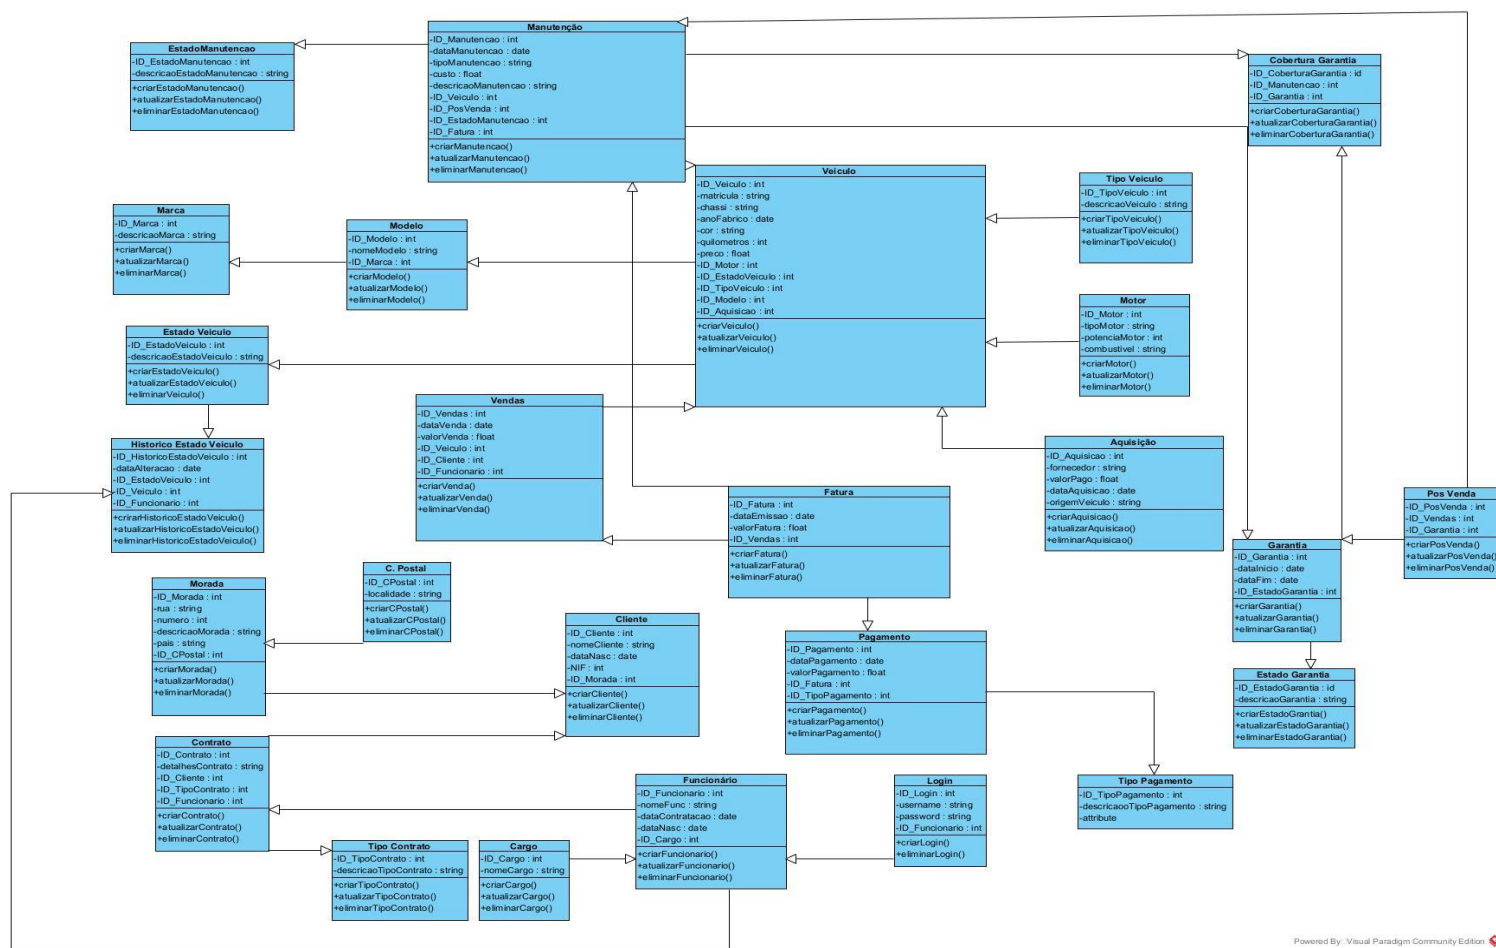 Manutenção
-ID_Manutencao : int
-dataManutencao : date
-tipoManutencao : string
-custo : float
-descricaoManutencao : string
-ID_Veiculo : int
-ID_PosVenda : int
-ID_EstadoManutencao : int
-ID_Fatura : int
+criarManutencao()
+atualizarManutencao()
+eliminarManutencao()
EstadoManutencao
-ID_EstadoManutencao : int
-descricaoEstadoManutencao : string
+criarEstadoManutencao()
+atualizarEstadoManutencao()
+eliminarEstadoManutencao()
Cobertura Garantia
-ID_CoberturaGarantia : id
-ID_Manutencao : int
-ID_Garantia : int
+criarCoberturaGarantia()
+atualizarCoberturaGarantia()
+eliminarCoberturaGarantia()
Veiculo
-ID_Veiculo : int
-matricula : string
-chassi : string
-anoFabrico : date
-cor : string
-quilometros : int
-preco : float
-ID_Motor : int
-ID_EstadoVeiculo : int
-ID_TipoVeiculo : int
-ID_Modelo : int
-ID_Aquisicao : int
+criarVeiculo()
+atualizarVeiculo()
+eliminarVeiculo()
Tipo Veiculo
-ID_TipoVeiculo : int
-descricaoVeiculo : string
+criarTipoVeiculo()
+atualizarTipoVeiculo()
+eliminarTipoVeiculo()
Marca
-ID_Marca : int
-descricaoMarca : string
+criarMarca()
+atualizarMarca()
+eliminarMarca()
Modelo
-ID_Modelo : int
-nomeModelo : string
-ID_Marca : int
+criarModelo()
+atualizarModelo()
+eliminarModelo()
Motor
-ID_Motor : int
-tipoMotor : string
-potenciaMotor : int
-combustivel : string
+criarMotor()
+atualizarMotor()
+eliminarMotor()
Estado Veiculo
-ID_EstadoVeiculo : int
-descricaoEstadoVeiculo : string
+criarEstadoVeiculo()
+atualizarEstadoVeiculo()
+eliminarVeiculo()
Vendas
-ID_Vendas : int
-dataVenda : date
-valorVenda : float
-ID_Veiculo : int
-ID_Cliente : int
-ID_Funcionario : int
+criarVenda()
+atualizarVenda()
+eliminarVenda()
Historico Estado Veiculo
-ID_HistoricoEstadoVeiculo : int
-dataAlteracao : date
-ID_EstadoVeiculo : int
-ID_Veiculo : int
-ID_Funcionario : int
+crirarHistoricoEstadoVeiculo()
+atualizarHistoricoEstadoVeiculo()
+eliminarHistoricoEstadoVeiculo()
Aquisição
-ID_Aquisicao : int
-fornecedor : string
-valorPago : float
-dataAquisicao : date
-origemVeiculo : string
+criarAquisicao()
+atualizarAquisicao()
+eliminarAquisicao()
Fatura
-ID_Fatura : int
-dataEmissao : date
-valorFatura : float
-ID_Vendas : int
+criarFatura()
+atualizarFatura()
+eliminarFatura()
Pos Venda
-ID_PosVenda : int
-ID_Vendas : int
-ID_Garantia : int
+criarPosVenda()
+atualizarPosVenda()
+eliminarPosVenda()
Garantia
-ID_Garantia : int
-dataInicio : date
-dataFim : date
-ID_EstadoGarantia : int
+criarGarantia()
+atualizarGarantia()
+eliminarGarantia()
C. Postal
-ID_CPostal : int
-localidade : string
+criarCPostal()
+atualizarCPostal()
+eliminarCPostal()
Morada
-ID_Morada : int
-rua : string
-numero : int
-descricaoMorada : string
-pais : string
-ID_CPostal : int
+criarMorada()
+atualizarMorada()
+eliminarMorada()
Cliente
-ID_Cliente : int
-nomeCliente : string
-dataNasc : date
-NIF : int
-ID_Morada : int
+criarCliente()
+atualizarCliente()
+eliminarCliente()
Pagamento
-ID_Pagamento : int
-dataPagamento : date
-valorPagamento : float
-ID_Fatura : int
-ID_TipoPagamento : int
+criarPagamento()
+atualizarPagamento()
+eliminarPagamento()
Estado Garantia
-ID_EstadoGarantia : id
-descricaoGarantia : string
+criarEstadoGrantia()
+atualizarEstadoGarantia()
+eliminarEstadoGarantia()
Contrato
-ID_Contrato : int
-detalhesContrato : string
-ID_Cliente : int
-ID_TipoContrato : int
-ID_Funcionario : int
+criarContrato()
+atualizarContrato()
+eliminarContrato()
Funcionário
-ID_Funcionario : int
-nomeFunc : string
-dataContratacao : date
-dataNasc : date
-ID_Cargo : int
+criarFuncionario()
+atualizarFuncionario()
+eliminarFuncionario()
Login
-ID_Login : int
-username : string
-password : string
-ID_Funcionario : int
+criarLogin()
+eliminarLogin()
Tipo Pagamento
-ID_TipoPagamento : int
-descricaooTipoPagamento : string
-attribute
Tipo Contrato
-ID_TipoContrato : int
-descricaoTipoContrato : string
+criarTipoContrato()
+atualizarTipoContrato()
+eliminarTipoContrato()
Cargo
-ID_Cargo : int
-nomeCargo : string
+criarCargo()
+atualizarCargo()
+eliminarCargo()
Powered By: Visual Paradigm Community Edition